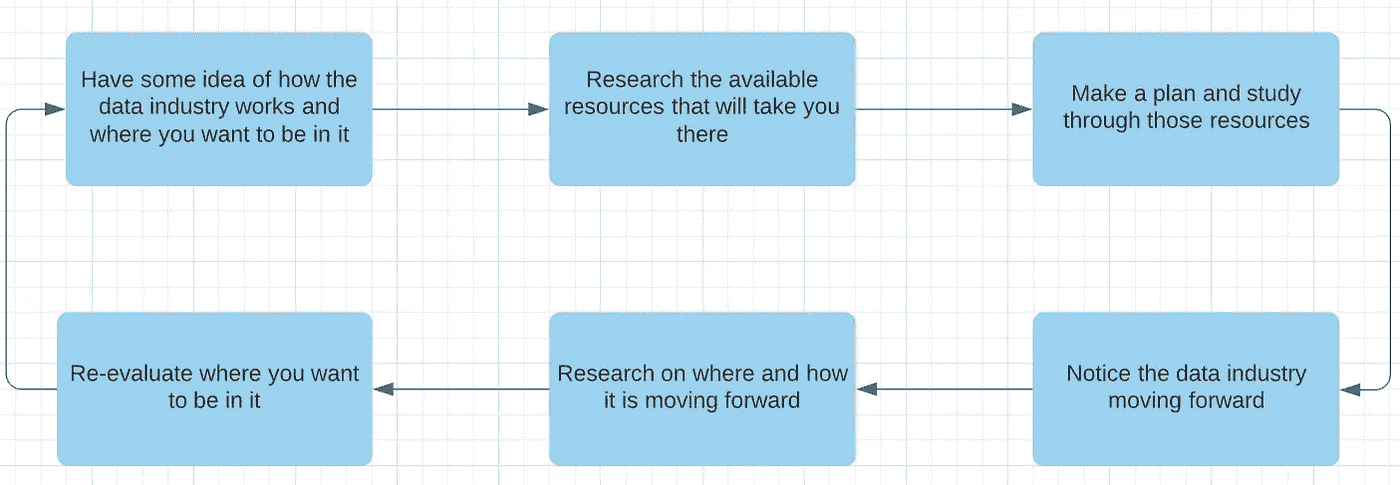 Have some idea of how the
data industry works and
where you want to be in it
Research the available
resources that will take you
there
Make a plan and study
through those resources
Notice the data industry
moving forward
Research on where and how
it is moving forward
Re-evaluate where you want
to be in it